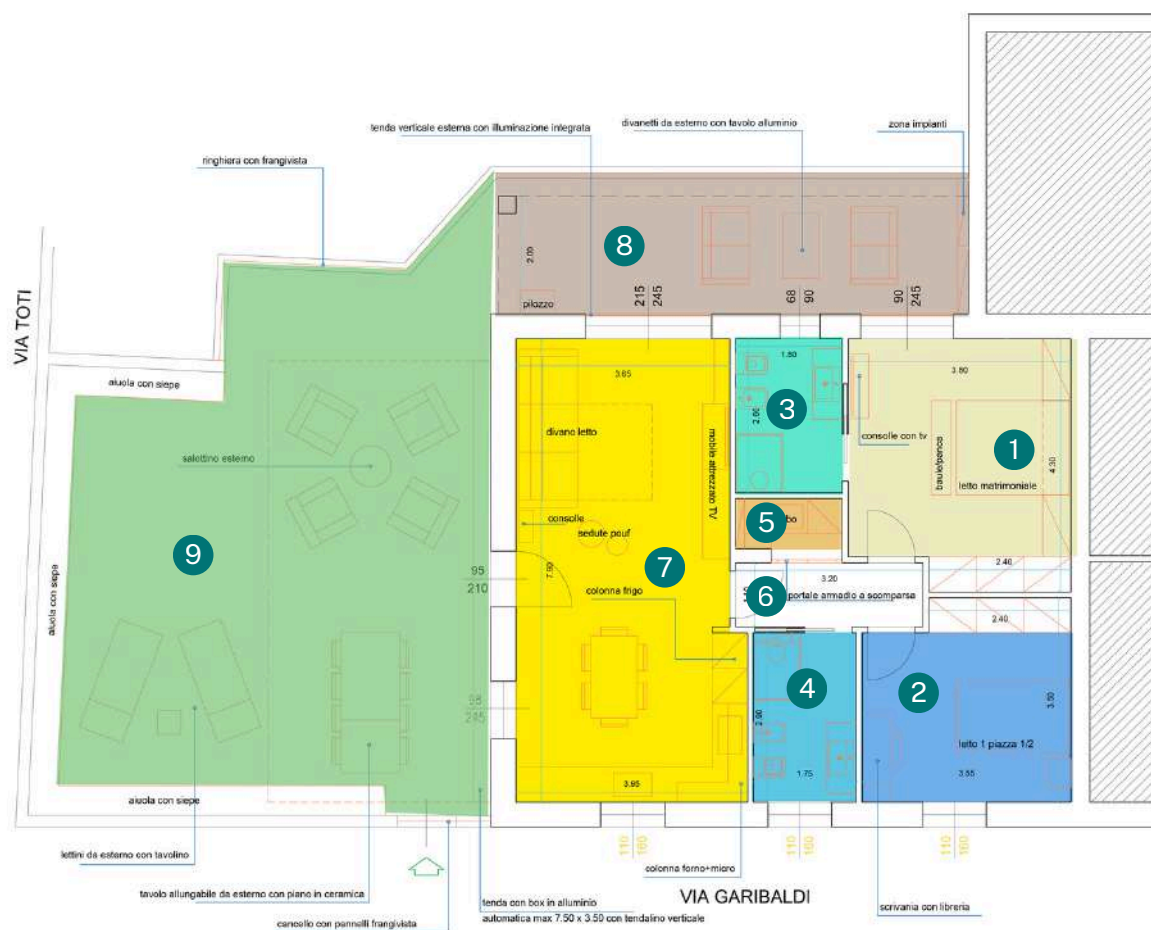 tenda verticale esterna con illuminazione integrata
divanetti da esterno con tavolo alluminio
zona impianti
ringhiera con frangivista
VIA TOTI
8
2.00
pilozzo
215
245
68
90
90
245
aiuola con siepe
3.65
1.80
3.80
3
2.60
consolle con tv
baule/panca
1
letto matrimoniale
4.30
divano letto
mobile attrezzato TV
salottino esterno
consolle
sedute pouf
5
9
7
7.90
95
210
colonna frigo
6
3.20
portale armadio a scomparsa
2.40
2.40
aiuola con siepe
4
2
2.90
3.50
letto 1 piazza 1/2
1.75
3.55
3.95
aiuola con siepe
110
160
110
160
110
160
lettini da esterno con tavolino
colonna forno+micro
VIA GARIBALDI
tavolo allungabile da esterno con piano in ceramica
tenda con box in alluminio
automatica max 7.50 x 3.50 con tendalino verticale
scrivania con libreria
cancello con pannelli frangivista